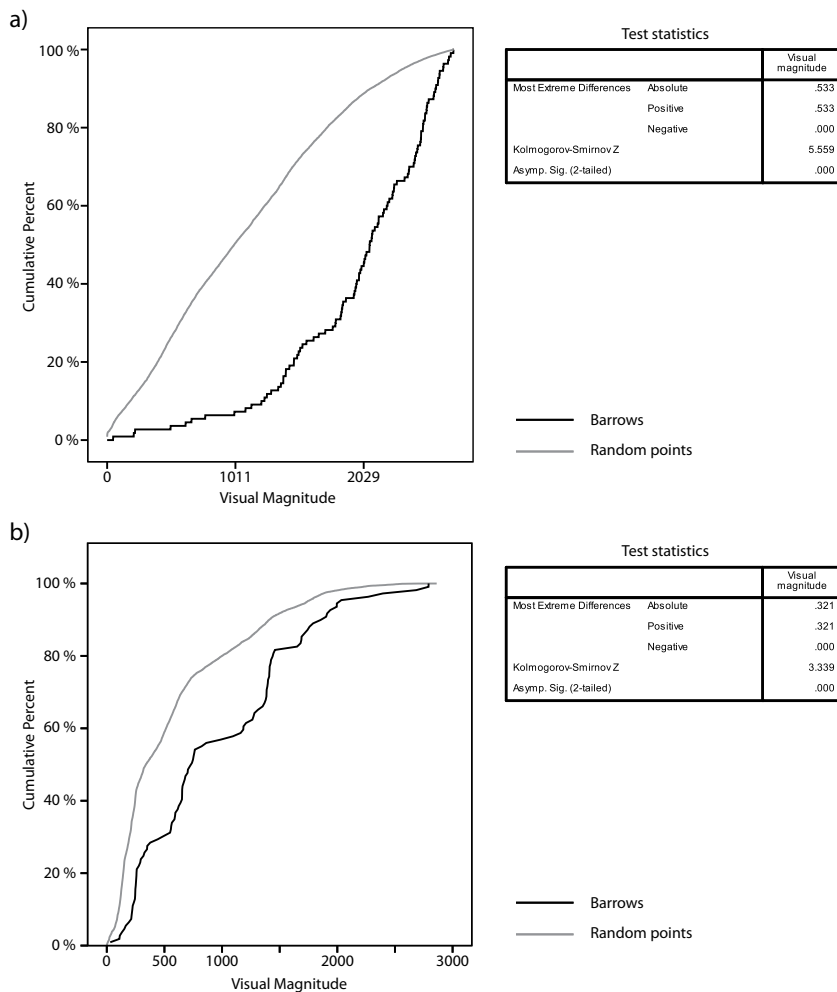 a)
100 %
80 %
60 %
40 %
20 %
0 %
Cumulative Percent
0 1011 2029
Visual Magnitude
Test statistics
Visual
magnitude
Most Extreme Differences Absolute .533
Positive .533
Negative .000
Kolmogorov-Smirnov Z 5.559
Asymp. Sig. (2-tailed) .000
Barrows
Random points
b)
100 %
80 %
60 %
40 %
20 %
0 %
Cumulative Percent
0 500 1000 2000 3000
Visual Magnitude
Test statistics
Visual
magnitude
Most Extreme Differences Absolute .321
Positive .321
Negative .000
Kolmogorov-Smirnov Z 3.339
Asymp. Sig. (2-tailed) .000
Barrows
Random points